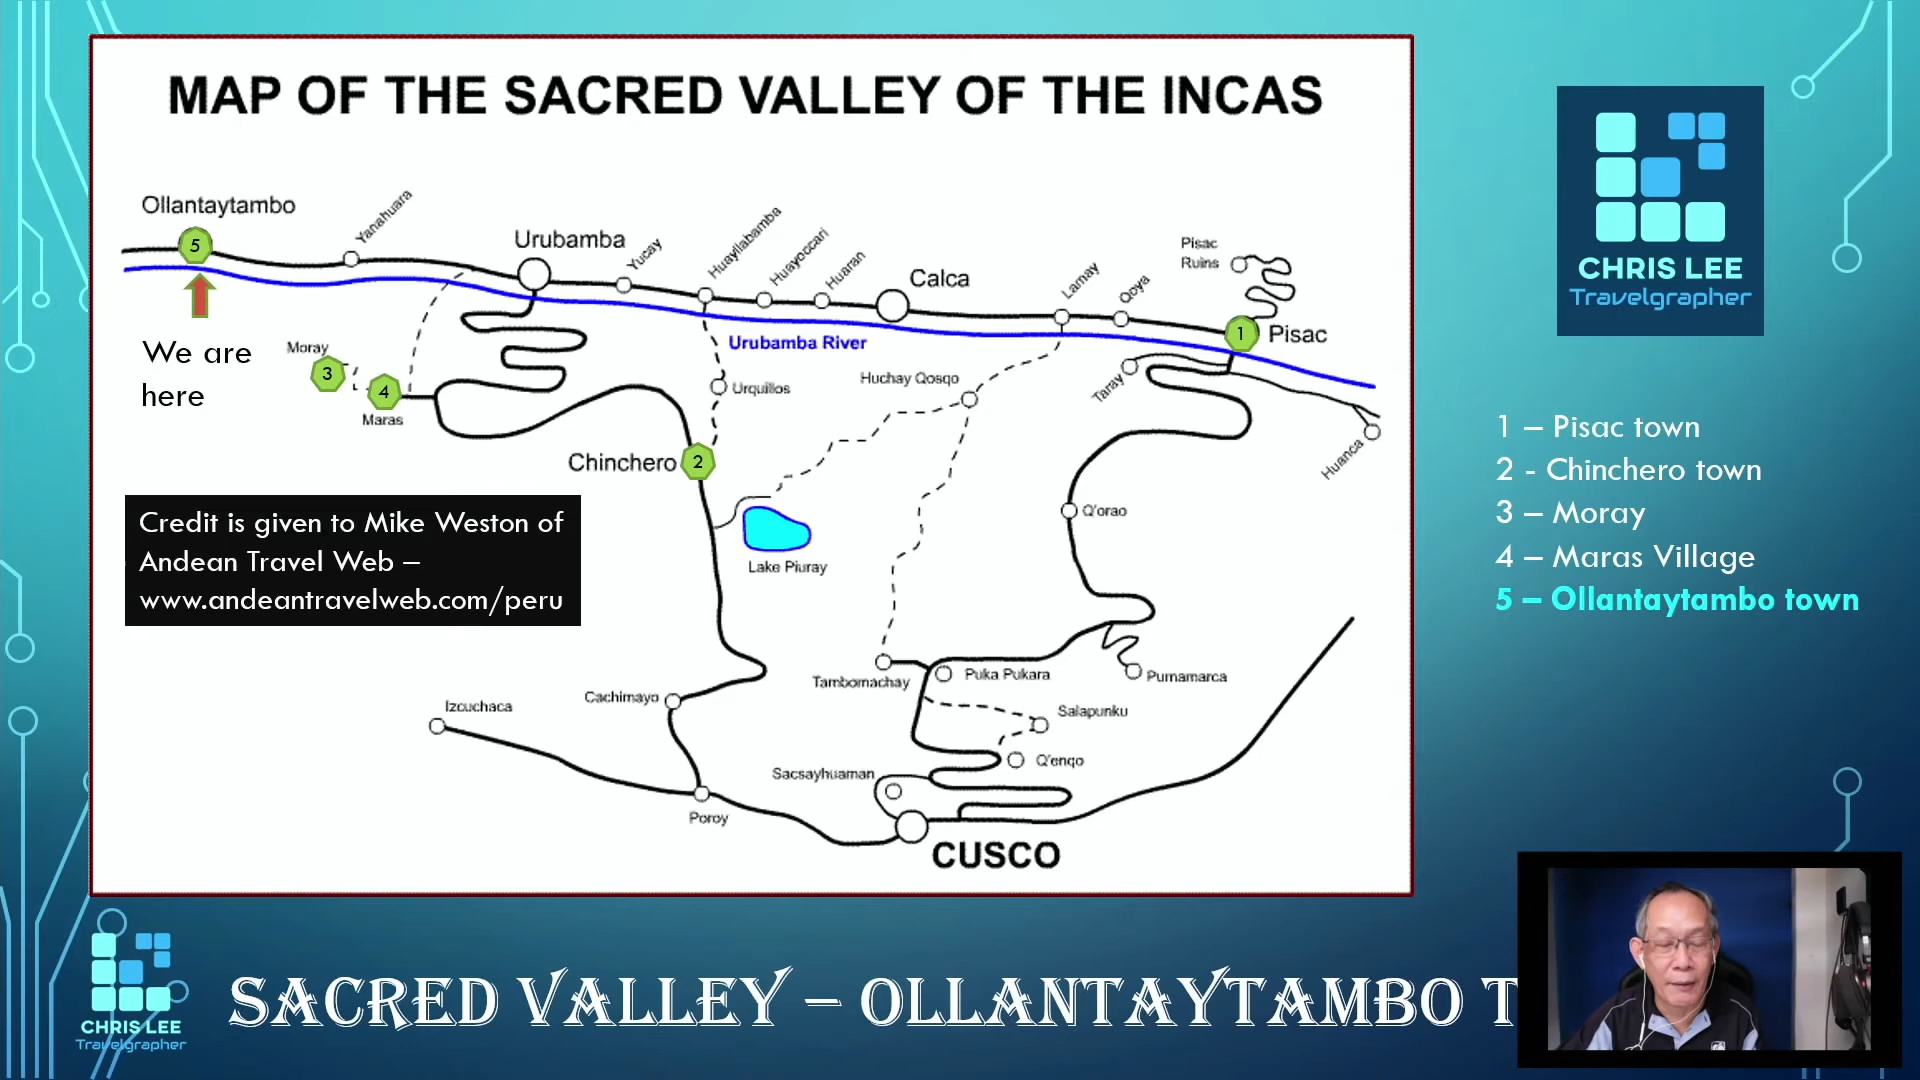 MAP OF THE SACRED VALLEY OF THE INCAS
Ollantaytambo
5
Yanahuara
Urubamba
Yucay
Huayllabamba
Huayoccari
Huaran
Calca
Lamay
Qoya
Pisac
Ruins
1
Pisac
Urubamba River
We are
here
Moray
3
4
Maras
Urquillos
Huchay Qosqo
Taray
Huanca
Chinchero
2
Q'orao
Lake Piuray
Credit is given to Mike Weston of
Andean Travel Web –
www.andeantravelweb.com/peru
Tambomachay
Puka Pukara
Pumamarca
Izcuchaca
Cachimayo
Salapunku
Q'enqo
Sacsayhuaman
Poroy
CUSCO
CHRIS LEE
Travelgrapher
1 – Pisac town
2 - Chinchero town
3 – Moray
4 – Maras Village
5 – Ollantaytambo town
CHRIS LEE
Travelgrapher
SACRED VALLEY – OLLANTAYTAMBO T